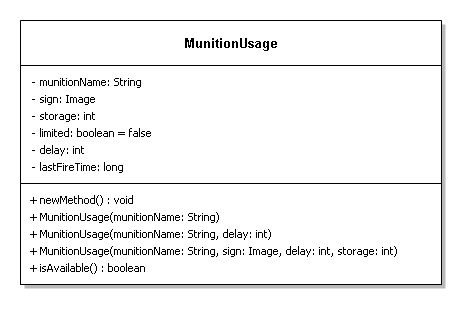 MunitionUsage
- munitionName: String
- sign: Image
- storage: int
- limited: boolean = false
- delay: int
- lastFireTime: long
+ newMethod() : void
+ MunitionUsage(munitionName: String)
+ MunitionUsage(munitionName: String, delay: int)
+ MunitionUsage(munitionName: String, sign: Image, delay: int, storage: int)
+ isAvailable() : boolean